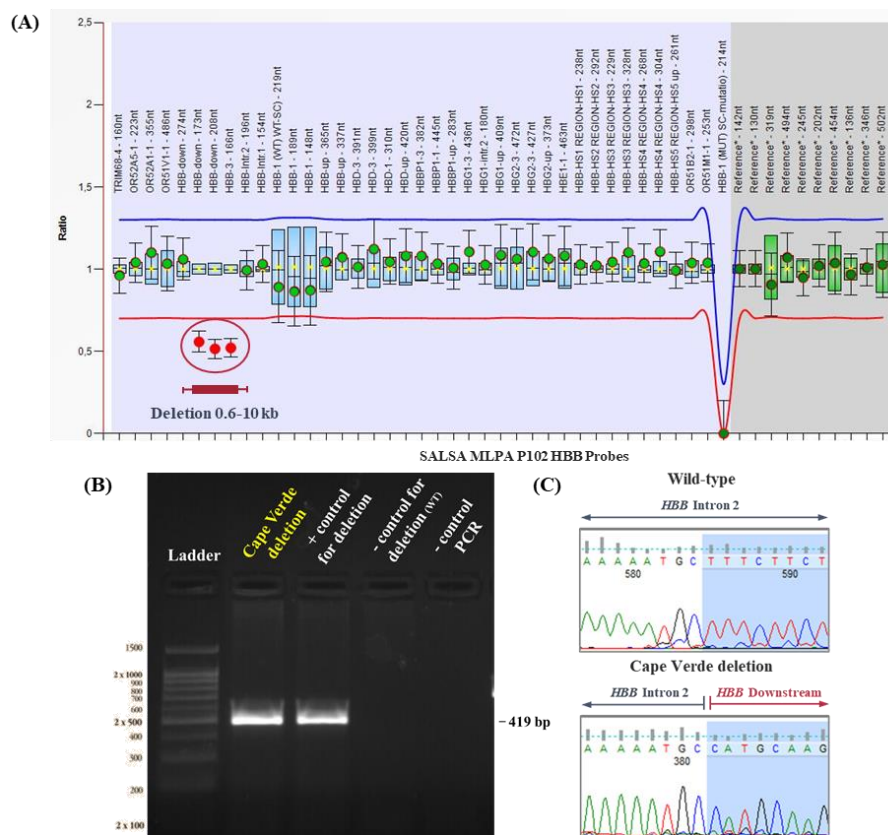 (A)
2,5
2
1,5
1
0,5
0
Ratio
TRIM68-4 - 160nt
OR52A5-1 - 223nt
OR52A1-1 - 355nt
OR51V1-1 - 486nt
HBB-down - 274nt
HBB-down - 173nt
HBB-down - 208nt
HBB-3 - 166nt
HBB-Intr.2 - 196nt
HBB-Intr.1 - 154nt
HBB-1 (WT) WT-SC) - 219nt
HBB-1 - 189nt
HBB-1 - 148nt
HBB-up - 365nt
HBB-up - 337nt
HBD-3 - 391nt
HBD-3 - 399nt
HBD-1 - 310nt
HBD-up - 420nt
HBBP1-3 - 382nt
HBBP1-1 - 445nt
HBBP1-up - 283nt
HBG1-3 - 436nt
HBG1-intr.2 - 180nt
HBG1-up - 409nt
HBG2-3 - 472nt
HBG2-3 - 427nt
HBG2-up - 373nt
HBE1-1 - 463nt
HBB-HS1 REGION-HS1 - 238nt
HBB-HS2 REGION-HS2 - 292nt
HBB-HS3 REGION-HS3 - 229nt
HBB-HS3 REGION-HS3 - 328nt
HBB-HS4 REGION-HS4 - 268nt
HBB-HS4 REGION-HS4 - 304nt
HBB-HS5 REGION-HS5 up - 261nt
OR51B2-1 - 298nt
OR51M1-1 - 253nt
HBB-1 (MUT) SC-mutatio) - 214nt
Reference* - 142nt
Reference* - 130nt
Reference* - 319nt
Reference* - 494nt
Reference* - 245nt
Reference* - 202nt
Reference* - 454nt
Reference* - 136nt
Reference* - 346nt
Reference* - 502nt
Deletion 0.6-10 kb
SALSA MLPA P102 HBB Probes
(B)
Ladder
Cape Verde
deletion
+ control
for deletion
- control for
deletion (WT)
- control
PCR
1500
2 x 1000
900
800
700
600
2 x 500
400
300
200
2 x 100
– 419 bp
(C)
Wild-type
HBB Intron 2
A A A A A T G C T T T C T T C T
580 590
Cape Verde deletion
HBB Intron 2 HBB Downstream
A A A A A T G C C A T G C A A G
380